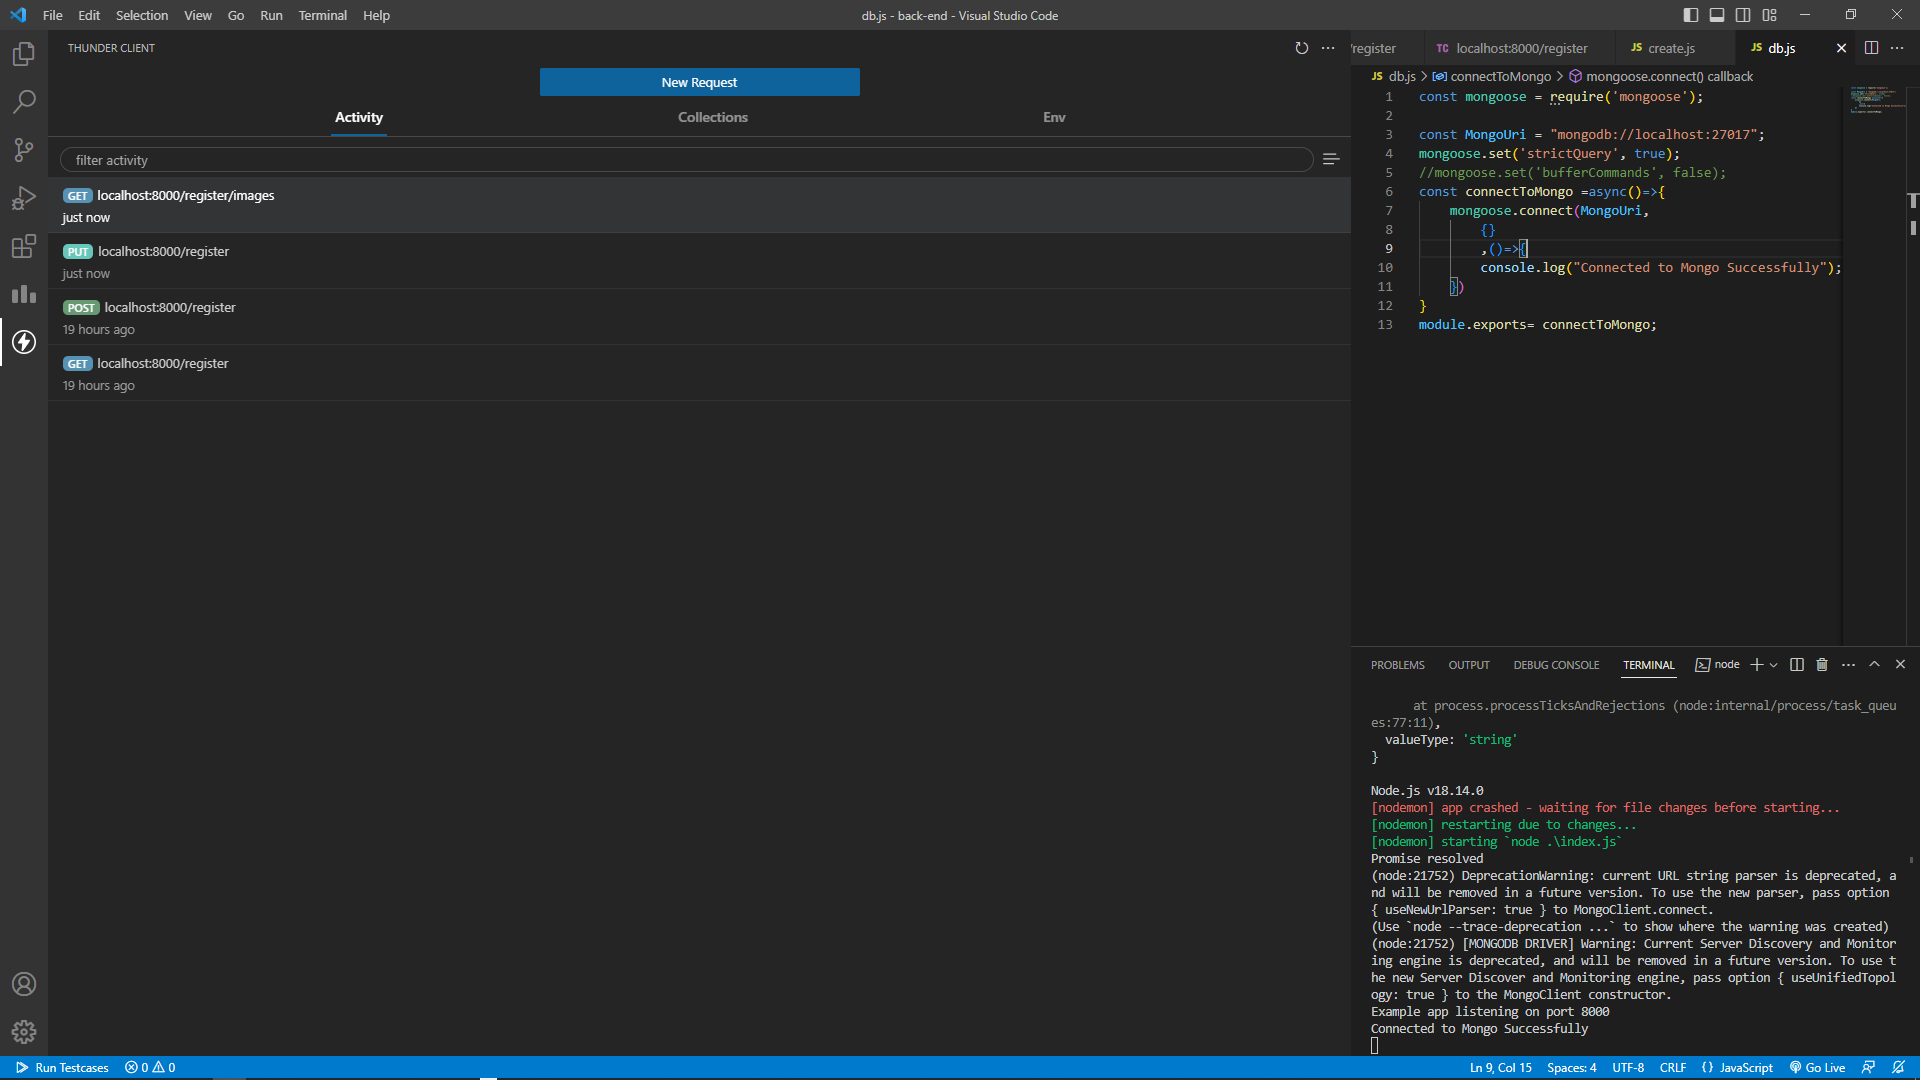 File Edit Selection View Go Run Terminal Help
db.js - back-end - Visual Studio Code
THUNDER CLIENT
New Request
Activity Collections Env
filter activity
GET localhost:8000/register/images
just now
PUT localhost:8000/register
just now
POST localhost:8000/register
19 hours ago
GET localhost:8000/register
19 hours ago
/register TC localhost:8000/register JS create.js JS db.js
JS db.js > connectToMongo > mongoose.connect() callback
1 const mongoose = require('mongoose');
2
3 const MongoUri = "mongodb://localhost:27017";
4 mongoose.set('strictQuery', true);
5 //mongoose.set('bufferCommands', false);
6 const connectToMongo =async()=>{
7 mongoose.connect(MongoUri,
8 {}
9 ,()=>{
10 console.log("Connected to Mongo Successfully");
11 })
12 }
13 module.exports= connectToMongo;
PROBLEMS OUTPUT DEBUG CONSOLE TERMINAL node
at process.processTicksAndRejections (node:internal/process/task_queu
es:77:11),
valueType: 'string'
}
Node.js v18.14.0
[nodemon] app crashed - waiting for file changes before starting...
[nodemon] restarting due to changes...
[nodemon] starting `node .\index.js`
Promise resolved
(node:21752) DeprecationWarning: current URL string parser is deprecated, a
nd will be removed in a future version. To use the new parser, pass option
{ useNewUrlParser: true } to MongoClient.connect.
(Use `node --trace-deprecation ...` to show where the warning was created)
(node:21752) [MONGODB DRIVER] Warning: Current Server Discovery and Monitor
ing engine is deprecated, and will be removed in a future version. To use t
he new Server Discover and Monitoring engine, pass option { useUnifiedTopol
ogy: true } to the MongoClient constructor.
Example app listening on port 8000
Connected to Mongo Successfully
Run Testcases 0 0 Ln 9, Col 15 Spaces: 4 UTF-8 CRLF {} JavaScript Go Live